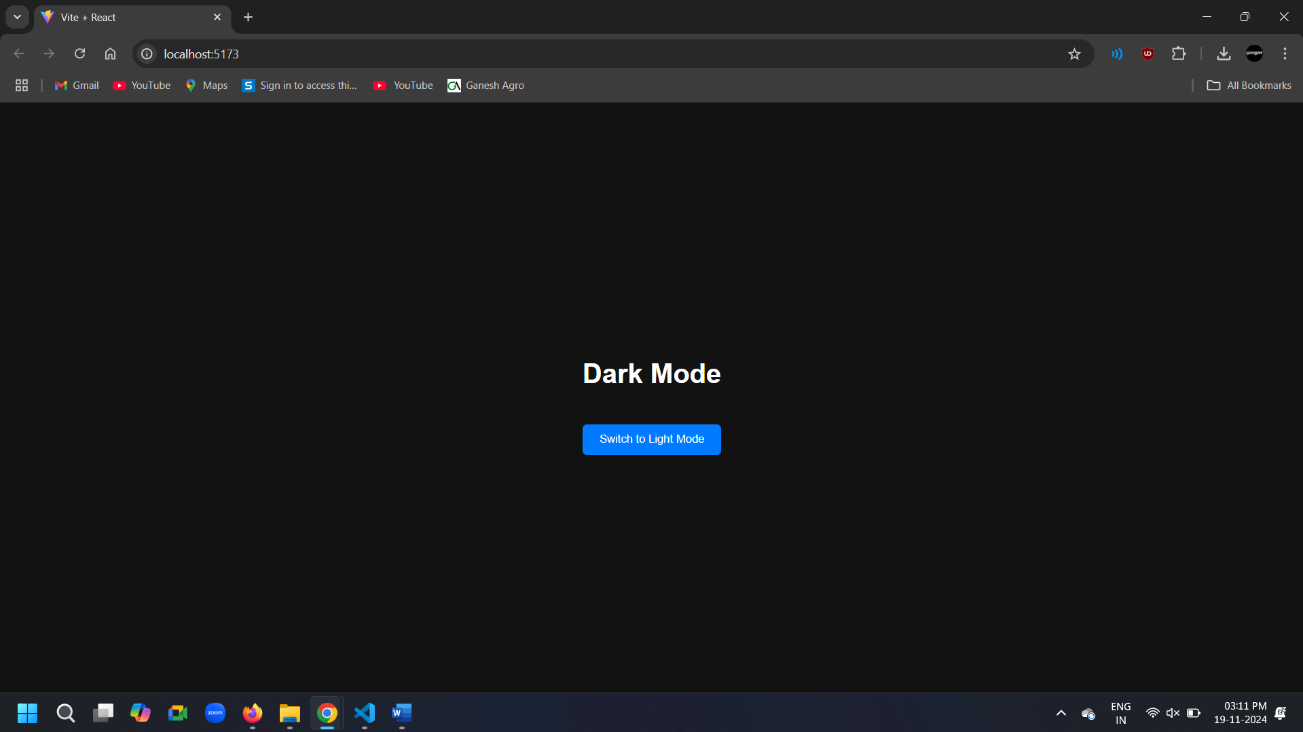 Vite + React
localhost:5173
Gmail
YouTube
Maps
Sign in to access thi...
YouTube
Ganesh Agro
All Bookmarks
Dark Mode
Switch to Light Mode
zoom
ENG
IN
03:11 PM
19-11-2024